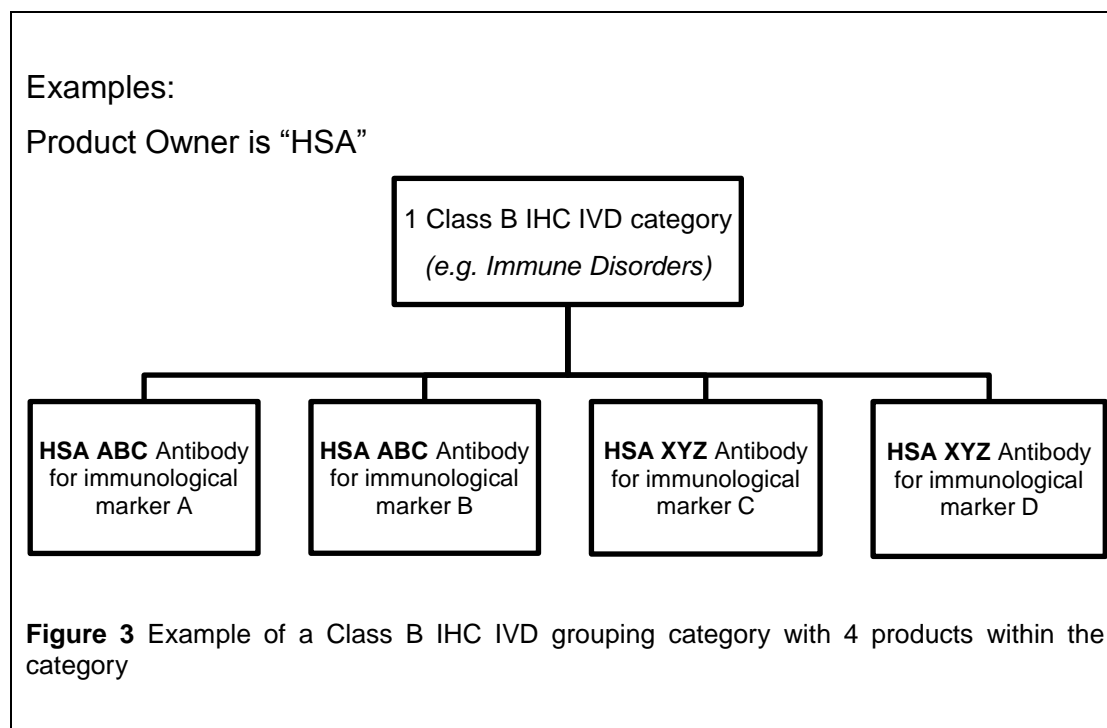 Examples:
Product Owner is “HSA”
1 Class B IHC IVD category
(e.g. Immune Disorders)
HSA ABC Antibody
for immunological
marker A
HSA ABC Antibody
for immunological
marker B
HSA XYZ Antibody
for immunological
marker C
HSA XYZ Antibody
for immunological
marker D
Figure 3 Example of a Class B IHC IVD grouping category with 4 products within the
category